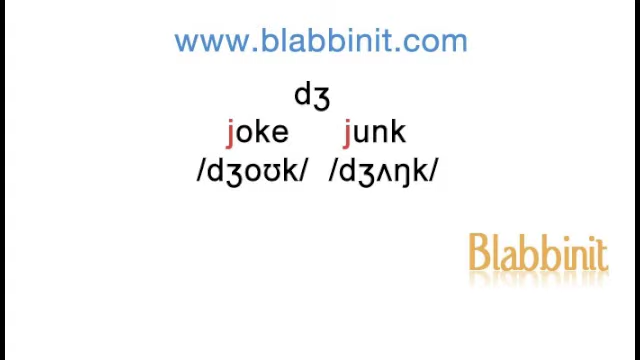 www.blabbinit.com
dʒ
joke junk
/dʒoʊk/ /dʒʌŋk/
Blabbinit